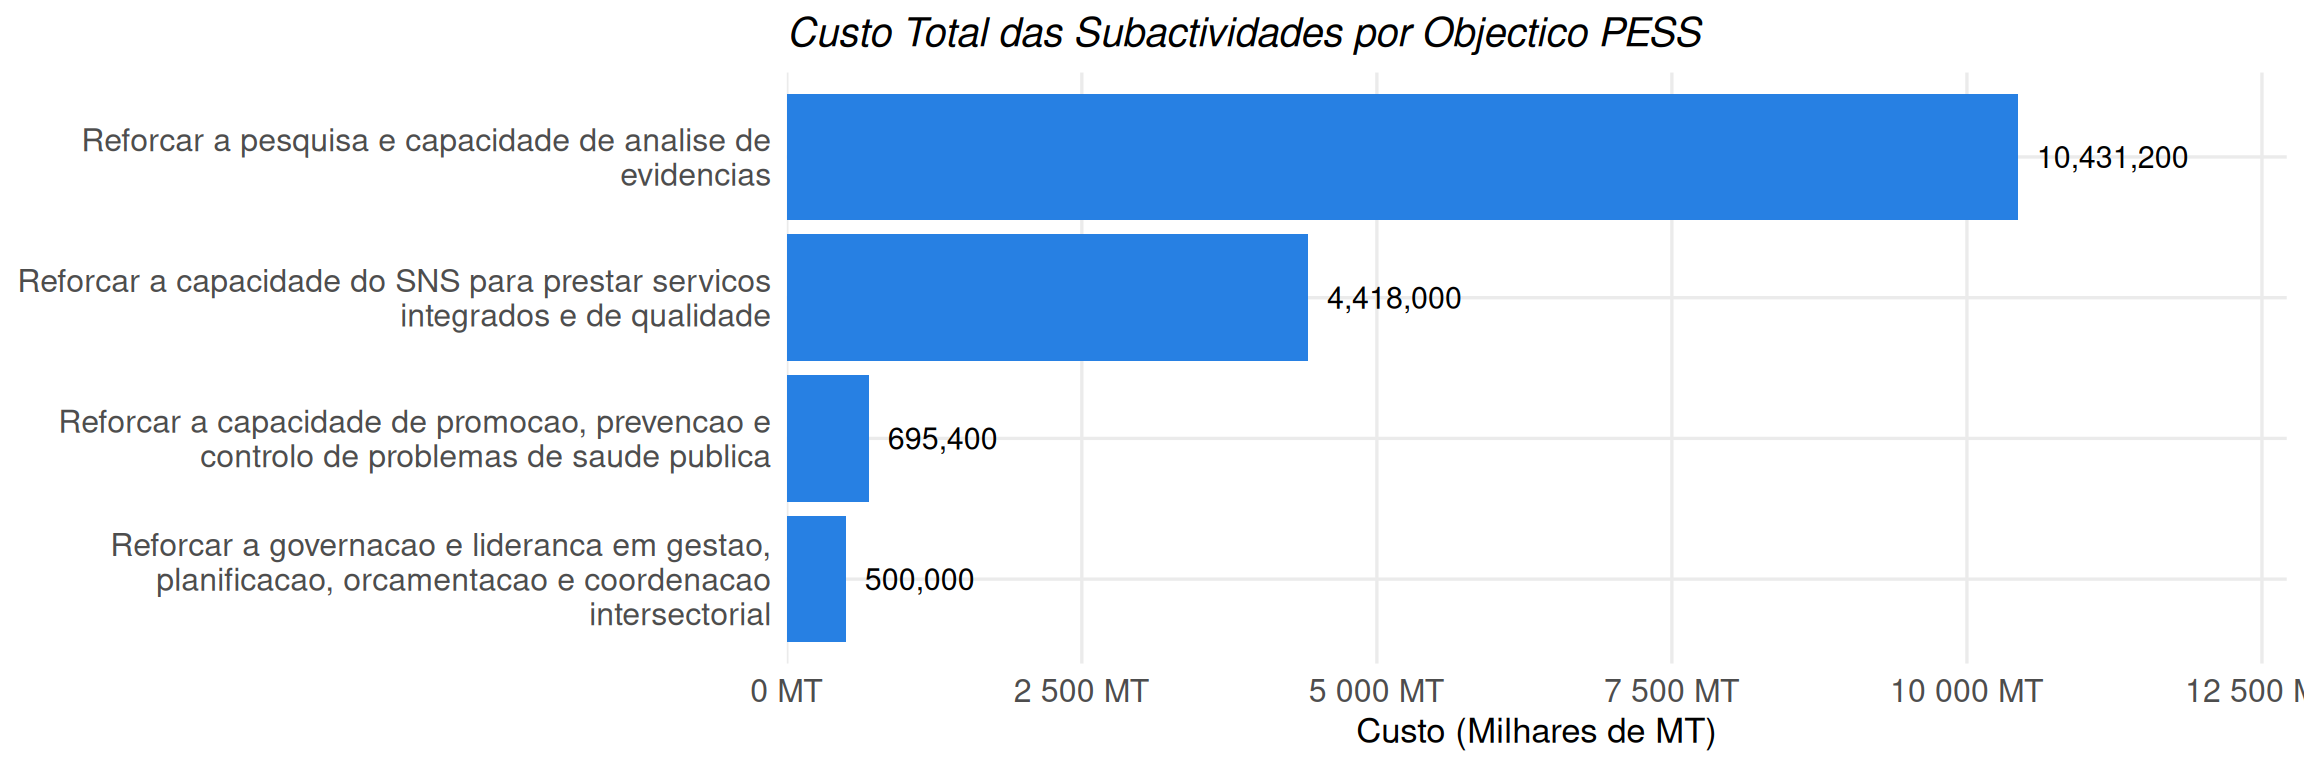 Custo Total das Subactividades por Objectico PESS
Reforcar a pesquisa e capacidade de analise de
evidencias
10,431,200
Reforcar a capacidade do SNS para prestar servicos
integrados e de qualidade
4,418,000
Reforcar a capacidade de promocao, prevencao e
controlo de problemas de saude publica
695,400
Reforcar a governacao e lideranca em gestao,
planificacao, orcamentacao e coordenacao
intersectorial
500,000
0 MT 2 500 MT 5 000 MT 7 500 MT 10 000 MT 12 500
Custo (Milhares de MT)